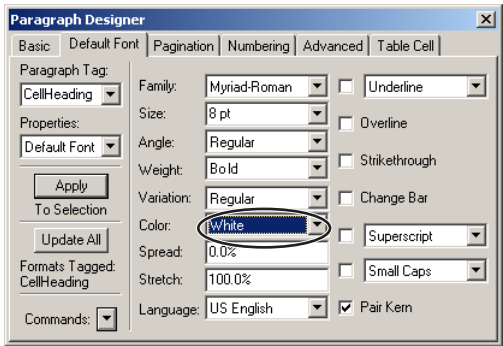 Paragraph Designer
Basic Default Font Pagination Numbering Advanced Table Cell
Paragraph Tag:
CellHeading
Properties:
Default Font
Apply
To Selection
Update All
Formats Tagged:
CellHeading
Commands:
Family: Myriad-Roman
Size: 8 pt
Angle: Regular
Weight: Bold
Variation: Regular
Color: White
Spread: 0.0%
Stretch: 100.0%
Language: US English
Underline
Overline
Strikethrough
Change Bar
Superscript
Small Caps
Pair Kern